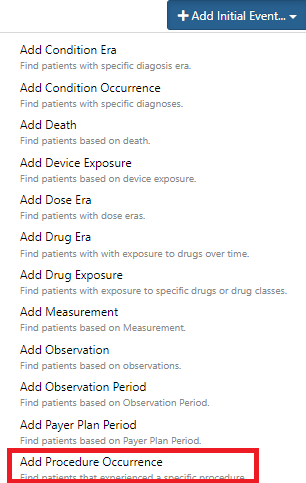 + Add Initial Event...
Add Condition Era
Find patients with specific diagosis era.
Add Condition Occurrence
Find patients with specific diagnoses.
Add Death
Find patients based on death.
Add Device Exposure
Find patients based on device exposure.
Add Dose Era
Find patients with dose eras.
Add Drug Era
Find patients with with exposure to drugs over time.
Add Drug Exposure
Find patients with exposure to specific drugs or drug classes.
Add Measurement
Find patients based on Measurement.
Add Observation
Find patients based on observations.
Add Observation Period
Find patients based on Observation Period.
Add Payer Plan Period
Find patients based on Payer Plan Period.
Add Procedure Occurrence
Find patients that experienced a specific procedure.